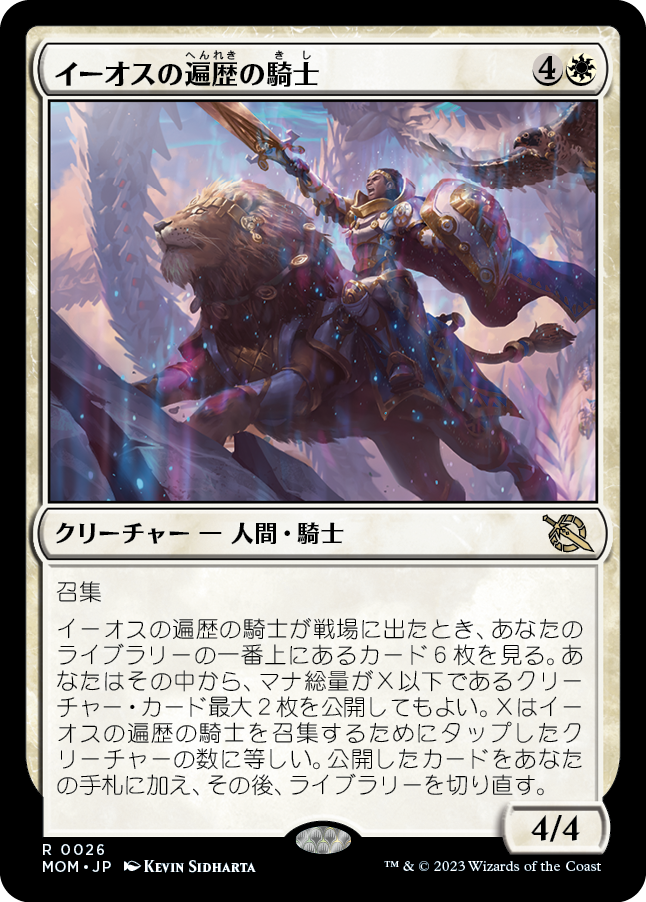 へんれき きし
イーオスの遍歴の騎士 4
クリーチャー — 人間・騎士
召集
イーオスの遍歴の騎士が戦場に出たとき、あなたの
ライブラリーの一番上にあるカード6枚を見る。あ
なたはその中から、マナ総量がX以下であるクリー
チャー・カード最大2枚を公開してもよい。Xはイー
オスの遍歴の騎士を召集するためにタップしたク
リーチャーの数に等しい。公開したカードをあなた
の手札に加え、その後、ライブラリーを切り直す。
4/4
R 0026
MOM • JP Kevin Sidharta
™ & © 2023 Wizards of the Coast